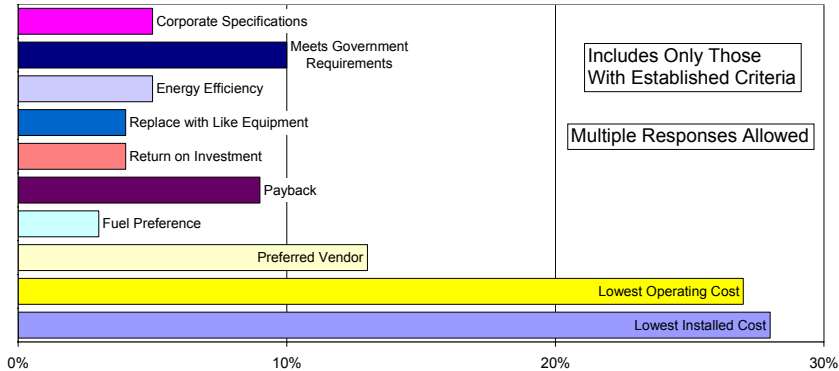 Corporate Specifications
Meets Government
Requirements
Includes Only Those
With Established Criteria
Energy Efficiency
Replace with Like Equipment
Multiple Responses Allowed
Return on Investment
Payback
Fuel Preference
Preferred Vendor
Lowest Operating Cost
Lowest Installed Cost
0% 10% 20% 30%